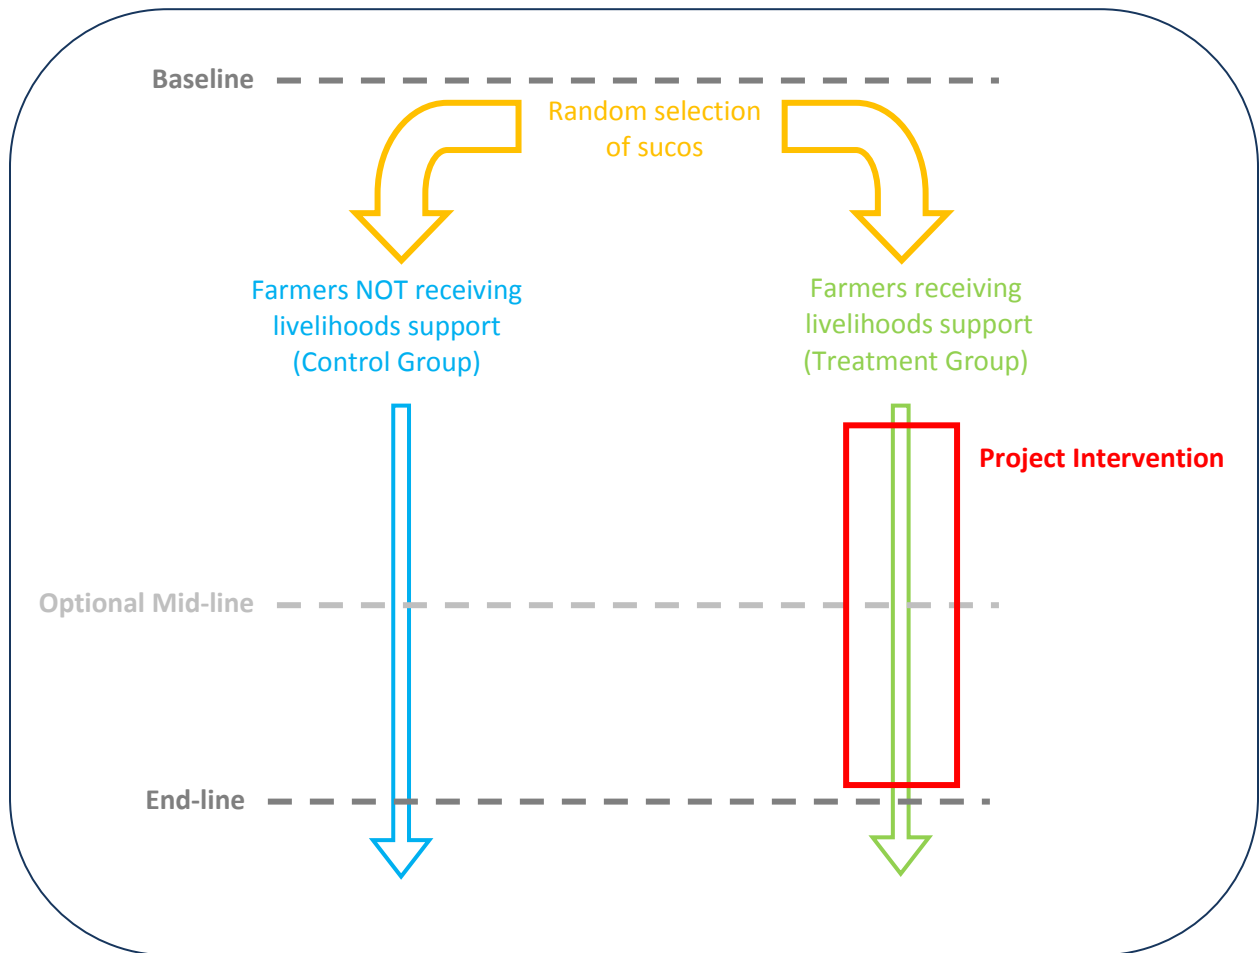 Baseline
Random selection
of sucos
Farmers NOT receiving
livelihoods support
(Control Group)
Farmers receiving
livelihoods support
(Treatment Group)
Project Intervention
Optional Mid-line
End-line